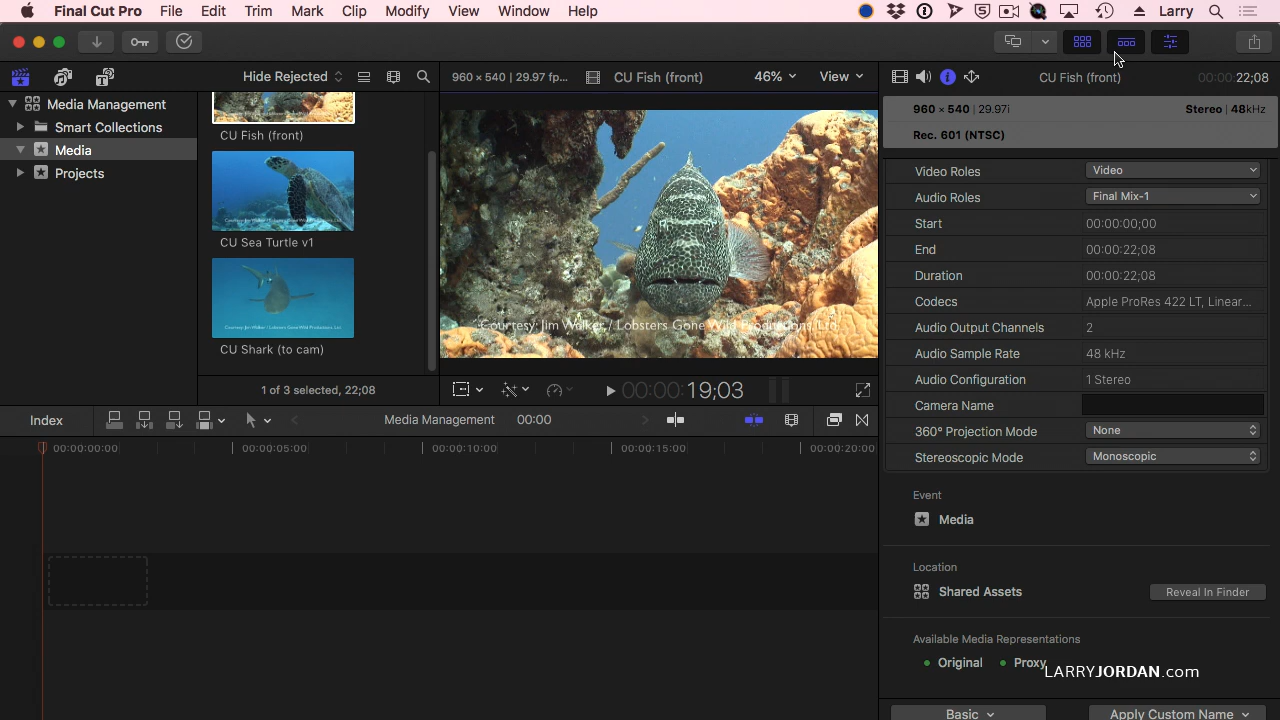 Final Cut Pro File Edit Trim Mark Clip Modify View Window Help Larry
Hide Rejected
960 × 540 | 29.97 fp... CU Fish (front) 46% View
CU Fish (front) 00:00:22;08
Media Management
Smart Collections
Media
Projects
CU Fish (front)
CU Sea Turtle v1
CU Shark (to cam)
1 of 3 selected, 22;08
Courtesy: Jim Walker / Lobsters Gone Wild Productions, Ltd.
00:00:19;03
960 × 540 | 29.97i Stereo | 48kHz
Rec. 601 (NTSC)
Video Roles Video
Audio Roles Final Mix-1
Start 00:00:00;00
End 00:00:22;08
Duration 00:00:22;08
Codecs Apple ProRes 422 LT, Linear...
Audio Output Channels 2
Audio Sample Rate 48 kHz
Audio Configuration 1 Stereo
Camera Name
360° Projection Mode None
Stereoscopic Mode Monoscopic
Event
Media
Location
Shared Assets Reveal In Finder
Available Media Representations
Original Proxy
LARRYJORDAN.com
Basic Apply Custom Name
Index Media Management 00:00
00:00:00:00 00:00:05:00 00:00:10:00 00:00:15:00 00:00:20:00